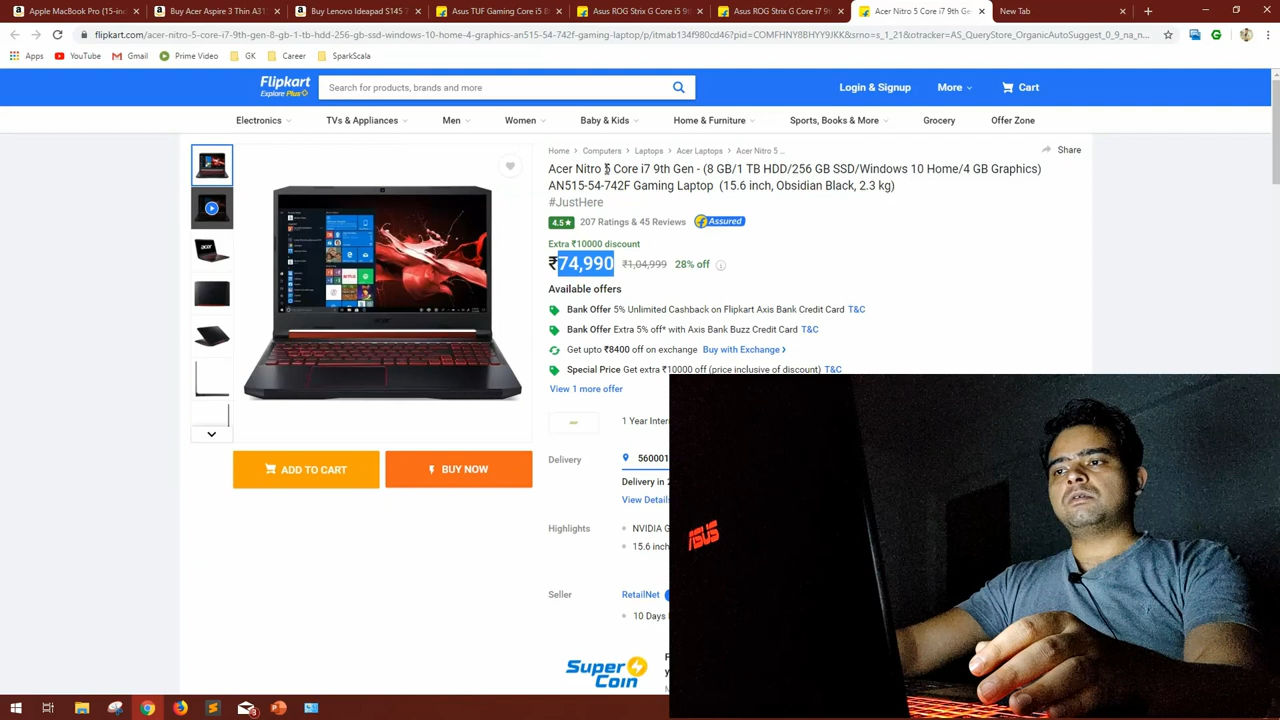 Apple MacBook Pro (15-in
Buy Acer Aspire 3 Thin A31
Buy Lenovo Ideapad S145 7
Asus TUF Gaming Core i5 8
Asus ROG Strix G Core i5 9t
Asus ROG Strix G Core i7 9t
Acer Nitro 5 Core i7 9th Ge
New Tab
flipkart.com/acer-nitro-5-core-i7-9th-gen-8-gb-1-tb-hdd-256-gb-ssd-windows-10-home-4-graphics-an515-54-742f-gaming-laptop/p/itmab134f980cd46?pid=COMFHNY8BHYY9JKK&srno=s_1_21&otracker=AS_QueryStore_OrganicAutoSuggest_0_9_na_n...
Apps
YouTube
Gmail
Prime Video
GK
Career
SparkScala
Flipkart
Explore Plus
Search for products, brands and more
Login & Signup
More
Cart
Electronics
TVs & Appliances
Men
Women
Baby & Kids
Home & Furniture
Sports, Books & More
Grocery
Offer Zone
Home > Computers > Laptops > Acer Laptops > Acer Nitro 5 ...
Share
Acer Nitro 5 Core i7 9th Gen - (8 GB/1 TB HDD/256 GB SSD/Windows 10 Home/4 GB Graphics)
AN515-54-742F Gaming Laptop (15.6 inch, Obsidian Black, 2.3 kg)
#JustHere
4.5★ 207 Ratings & 45 Reviews Assured
Extra ₹10000 discount
₹74,990 ₹1,04,999 28% off
Available offers
Bank Offer 5% Unlimited Cashback on Flipkart Axis Bank Credit Card T&C
Bank Offer Extra 5% off* with Axis Bank Buzz Credit Card T&C
Get upto ₹8400 off on exchange Buy with Exchange >
Special Price Get extra ₹10000 off (price inclusive of discount) T&C
View 1 more offer
1 Year Inter
ADD TO CART
BUY NOW
Delivery
560001
Delivery in 2
View Details
Highlights
NVIDIA G
15.6 inch
Seller
RetailNet
10 Days
Super
Coin
ASUS